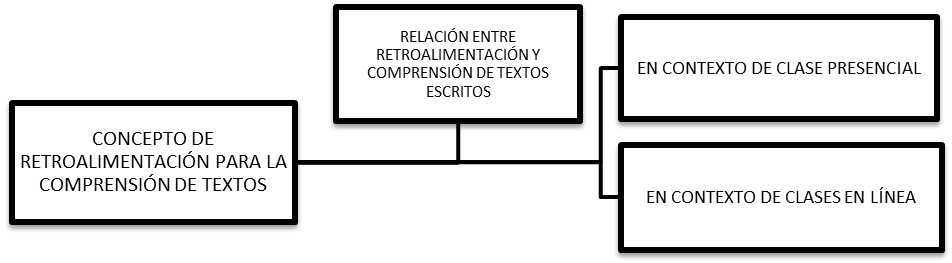 CONCEPTO DE
RETROALIMENTACIÓN PARA LA
COMPRENSIÓN DE TEXTOS
RELACIÓN ENTRE
RETROALIMENTACIÓN Y
COMPRENSIÓN DE TEXTOS
ESCRITOS
EN CONTEXTO DE CLASE PRESENCIAL
EN CONTEXTO DE CLASES EN LÍNEA